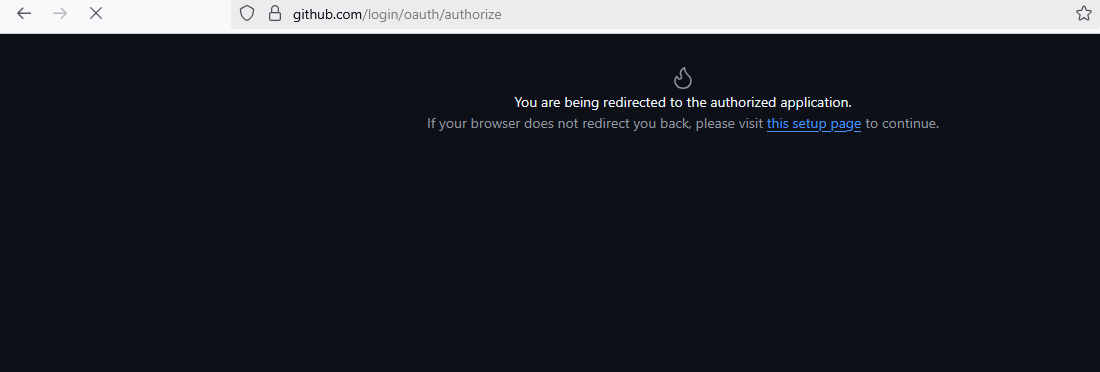 github.com/login/oauth/authorize
You are being redirected to the authorized application.
If your browser does not redirect you back, please visit this setup page to continue.